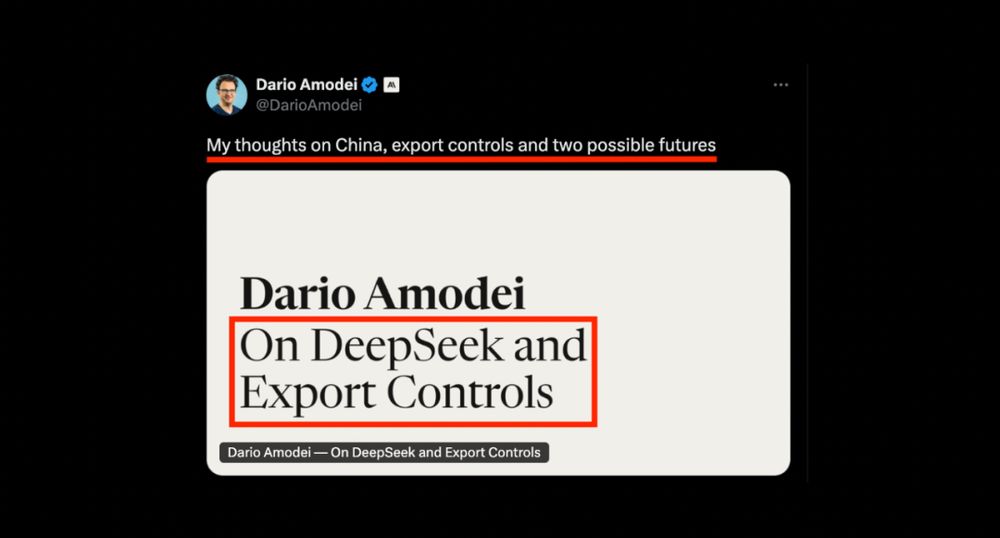 Dario Amodei
@DarioAmodei
My thoughts on China, export controls and two possible futures
Dario Amodei
On DeepSeek and
Export Controls
Dario Amodei — On DeepSeek and Export Controls